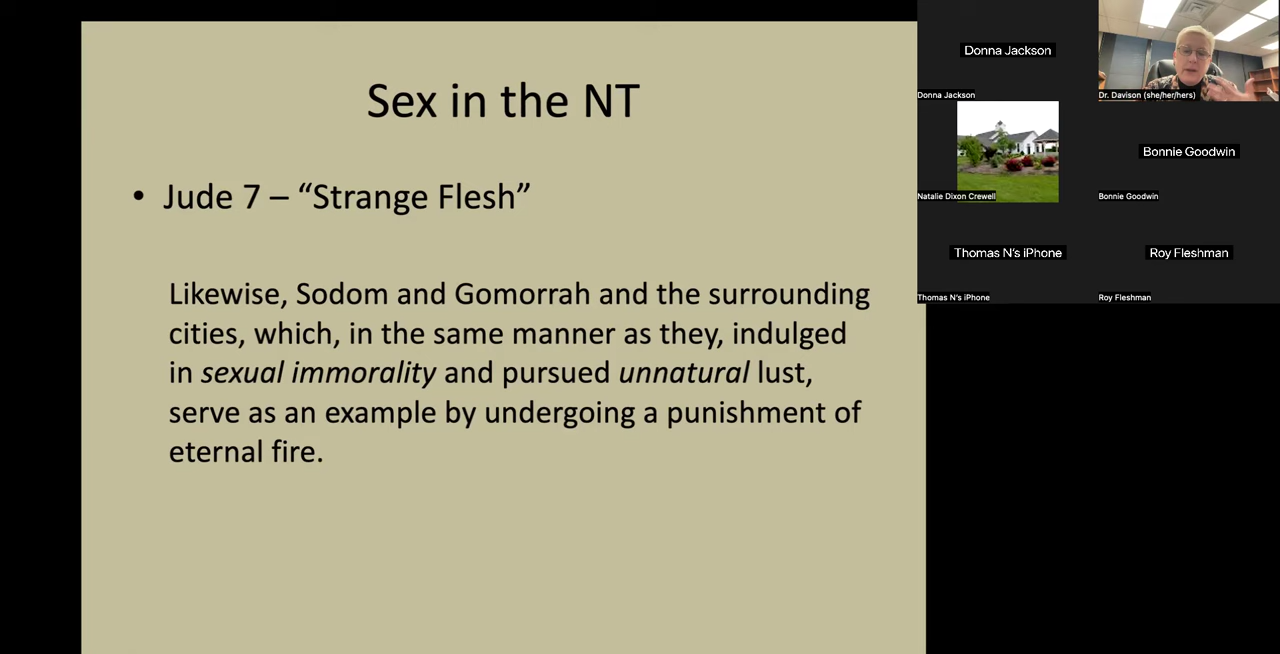 Sex in the NT
• Jude 7 – “Strange Flesh”
Likewise, Sodom and Gomorrah and the surrounding
cities, which, in the same manner as they, indulged
in sexual immorality and pursued unnatural lust,
serve as an example by undergoing a punishment of
eternal fire.
Donna Jackson
Donna Jackson
Dr. Davison (she/her/hers)
Natalie Dixon Crewell
Bonnie Goodwin
Bonnie Goodwin
Thomas N's iPhone
Thomas N's iPhone
Roy Fleshman
Roy Fleshman